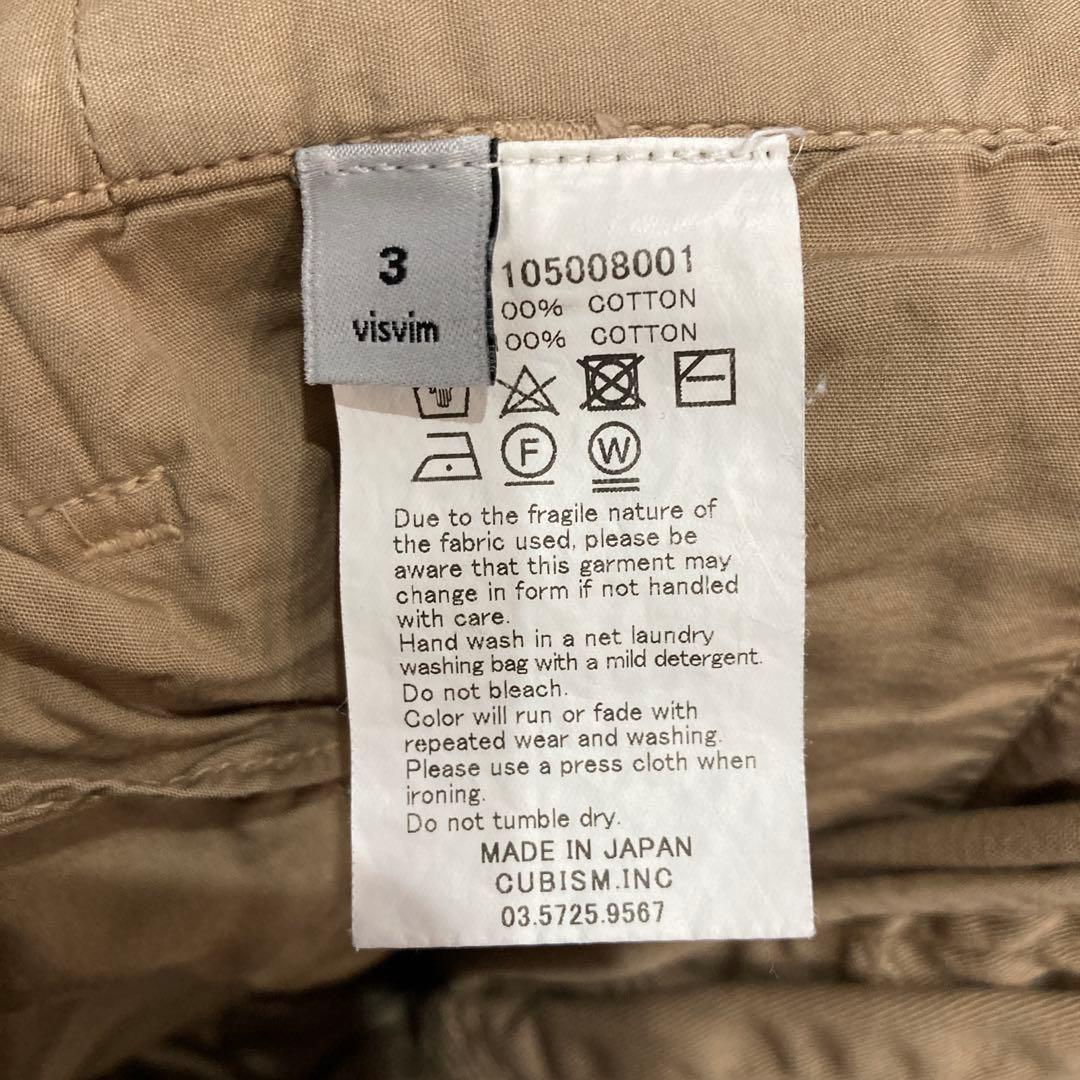 3
visvim
105008001
00% COTTON
100% COTTON
F
W
Due to the fragile nature of
the fabric used, please be
aware that this garment may
change in form if not handled
with care.
Hand wash in a net laundry
washing bag with a mild detergent.
Do not bleach.
Color will run or fade with
repeated wear and washing.
Please use a press cloth when
ironing.
Do not tumble dry.
MADE IN JAPAN
CUBISM.INC
03.5725.9567